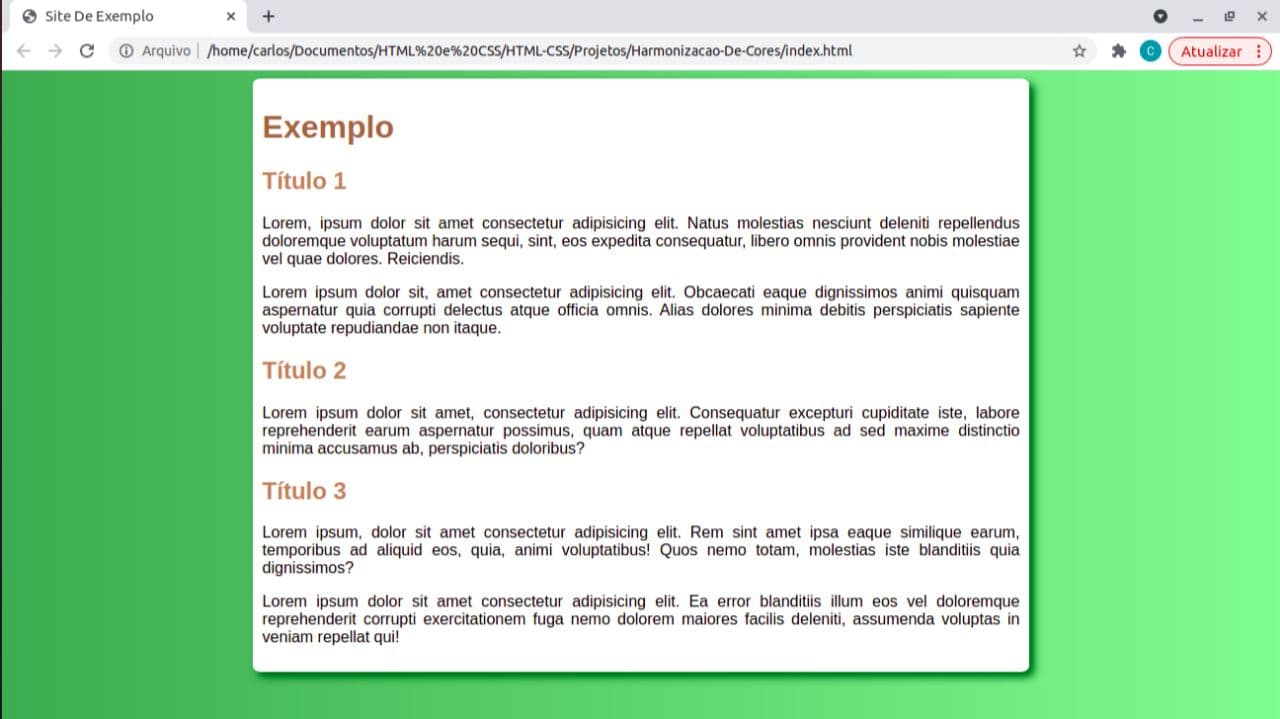 Site De Exemplo
Arquivo | /home/carlos/Documentos/HTML%20e%20CSS/HTML-CSS/Projetos/Harmonizacao-De-Cores/index.html
C
Atualizar
Exemplo
Título 1
Lorem, ipsum dolor sit amet consectetur adipisicing elit. Natus molestias nesciunt deleniti repellendus
doloremque voluptatum harum sequi, sint, eos expedita consequatur, libero omnis provident nobis molestiae
vel quae dolores. Reiciendis.
Lorem ipsum dolor sit, amet consectetur adipisicing elit. Obcaecati eaque dignissimos animi quisquam
aspernatur quia corrupti delectus atque officia omnis. Alias dolores minima debitis perspiciatis sapiente
voluptate repudiandae non itaque.
Título 2
Lorem ipsum dolor sit amet, consectetur adipisicing elit. Consequatur excepturi cupiditate iste, labore
reprehenderit earum aspernatur possimus, quam atque repellat voluptatibus ad sed maxime distinctio
minima accusamus ab, perspiciatis doloribus?
Título 3
Lorem ipsum, dolor sit amet consectetur adipisicing elit. Rem sint amet ipsa eaque similique earum,
temporibus ad aliquid eos, quia, animi voluptatibus! Quos nemo totam, molestias iste blanditiis quia
dignissimos?
Lorem ipsum dolor sit amet consectetur adipisicing elit. Ea error blanditiis illum eos vel doloremque
reprehenderit corrupti exercitationem fuga nemo dolorem maiores facilis deleniti, assumenda voluptas in
veniam repellat qui!